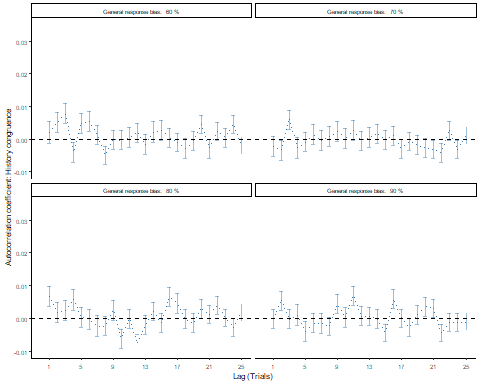 General response bias: 60 %
General response bias: 70 %
0.03
0.02
0.01
0.00
-0.01
General response bias: 80 %
General response bias: 90 %
0.03
0.02
0.01
0.00
-0.01
Autocorrelation coefficient: History congruence
1 5 9 13 17 21 25
1 5 9 13 17 21 25
Lag (Trials)